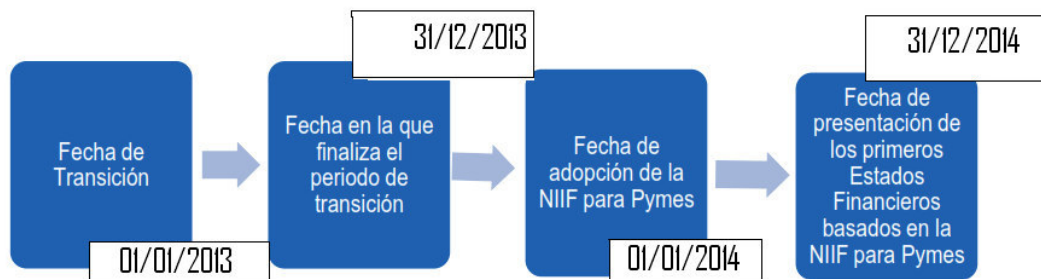 31/12/2013
31/12/2014
Fecha de
Transición
01/01/2013
Fecha en la que
finaliza el
periodo de
transición
Fecha de
adopción de la
NIIF para Pymes
01/01/2014
Fecha de
presentación de
los primeros
Estados
Financieros
basados en la
NIIF para Pymes